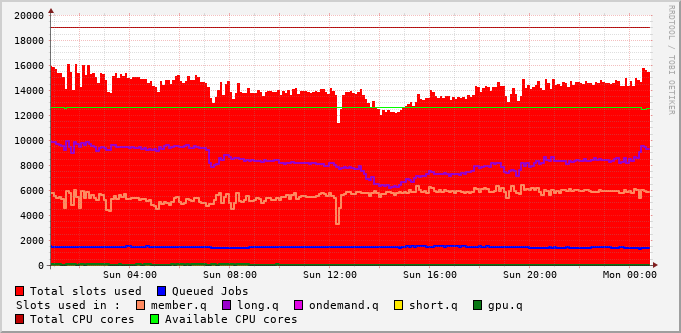 20000
18000
16000
14000
12000
10000
8000
6000
4000
2000
0
Sun 04:00 Sun 08:00 Sun 12:00 Sun 16:00 Sun 20:00 Mon 00:00
RRDTOOL / TOBI OETIKER
Total slots used Queued Jobs
Slots used in : member.q long.q ondemand.q short.q gpu.q
Total CPU cores Available CPU cores